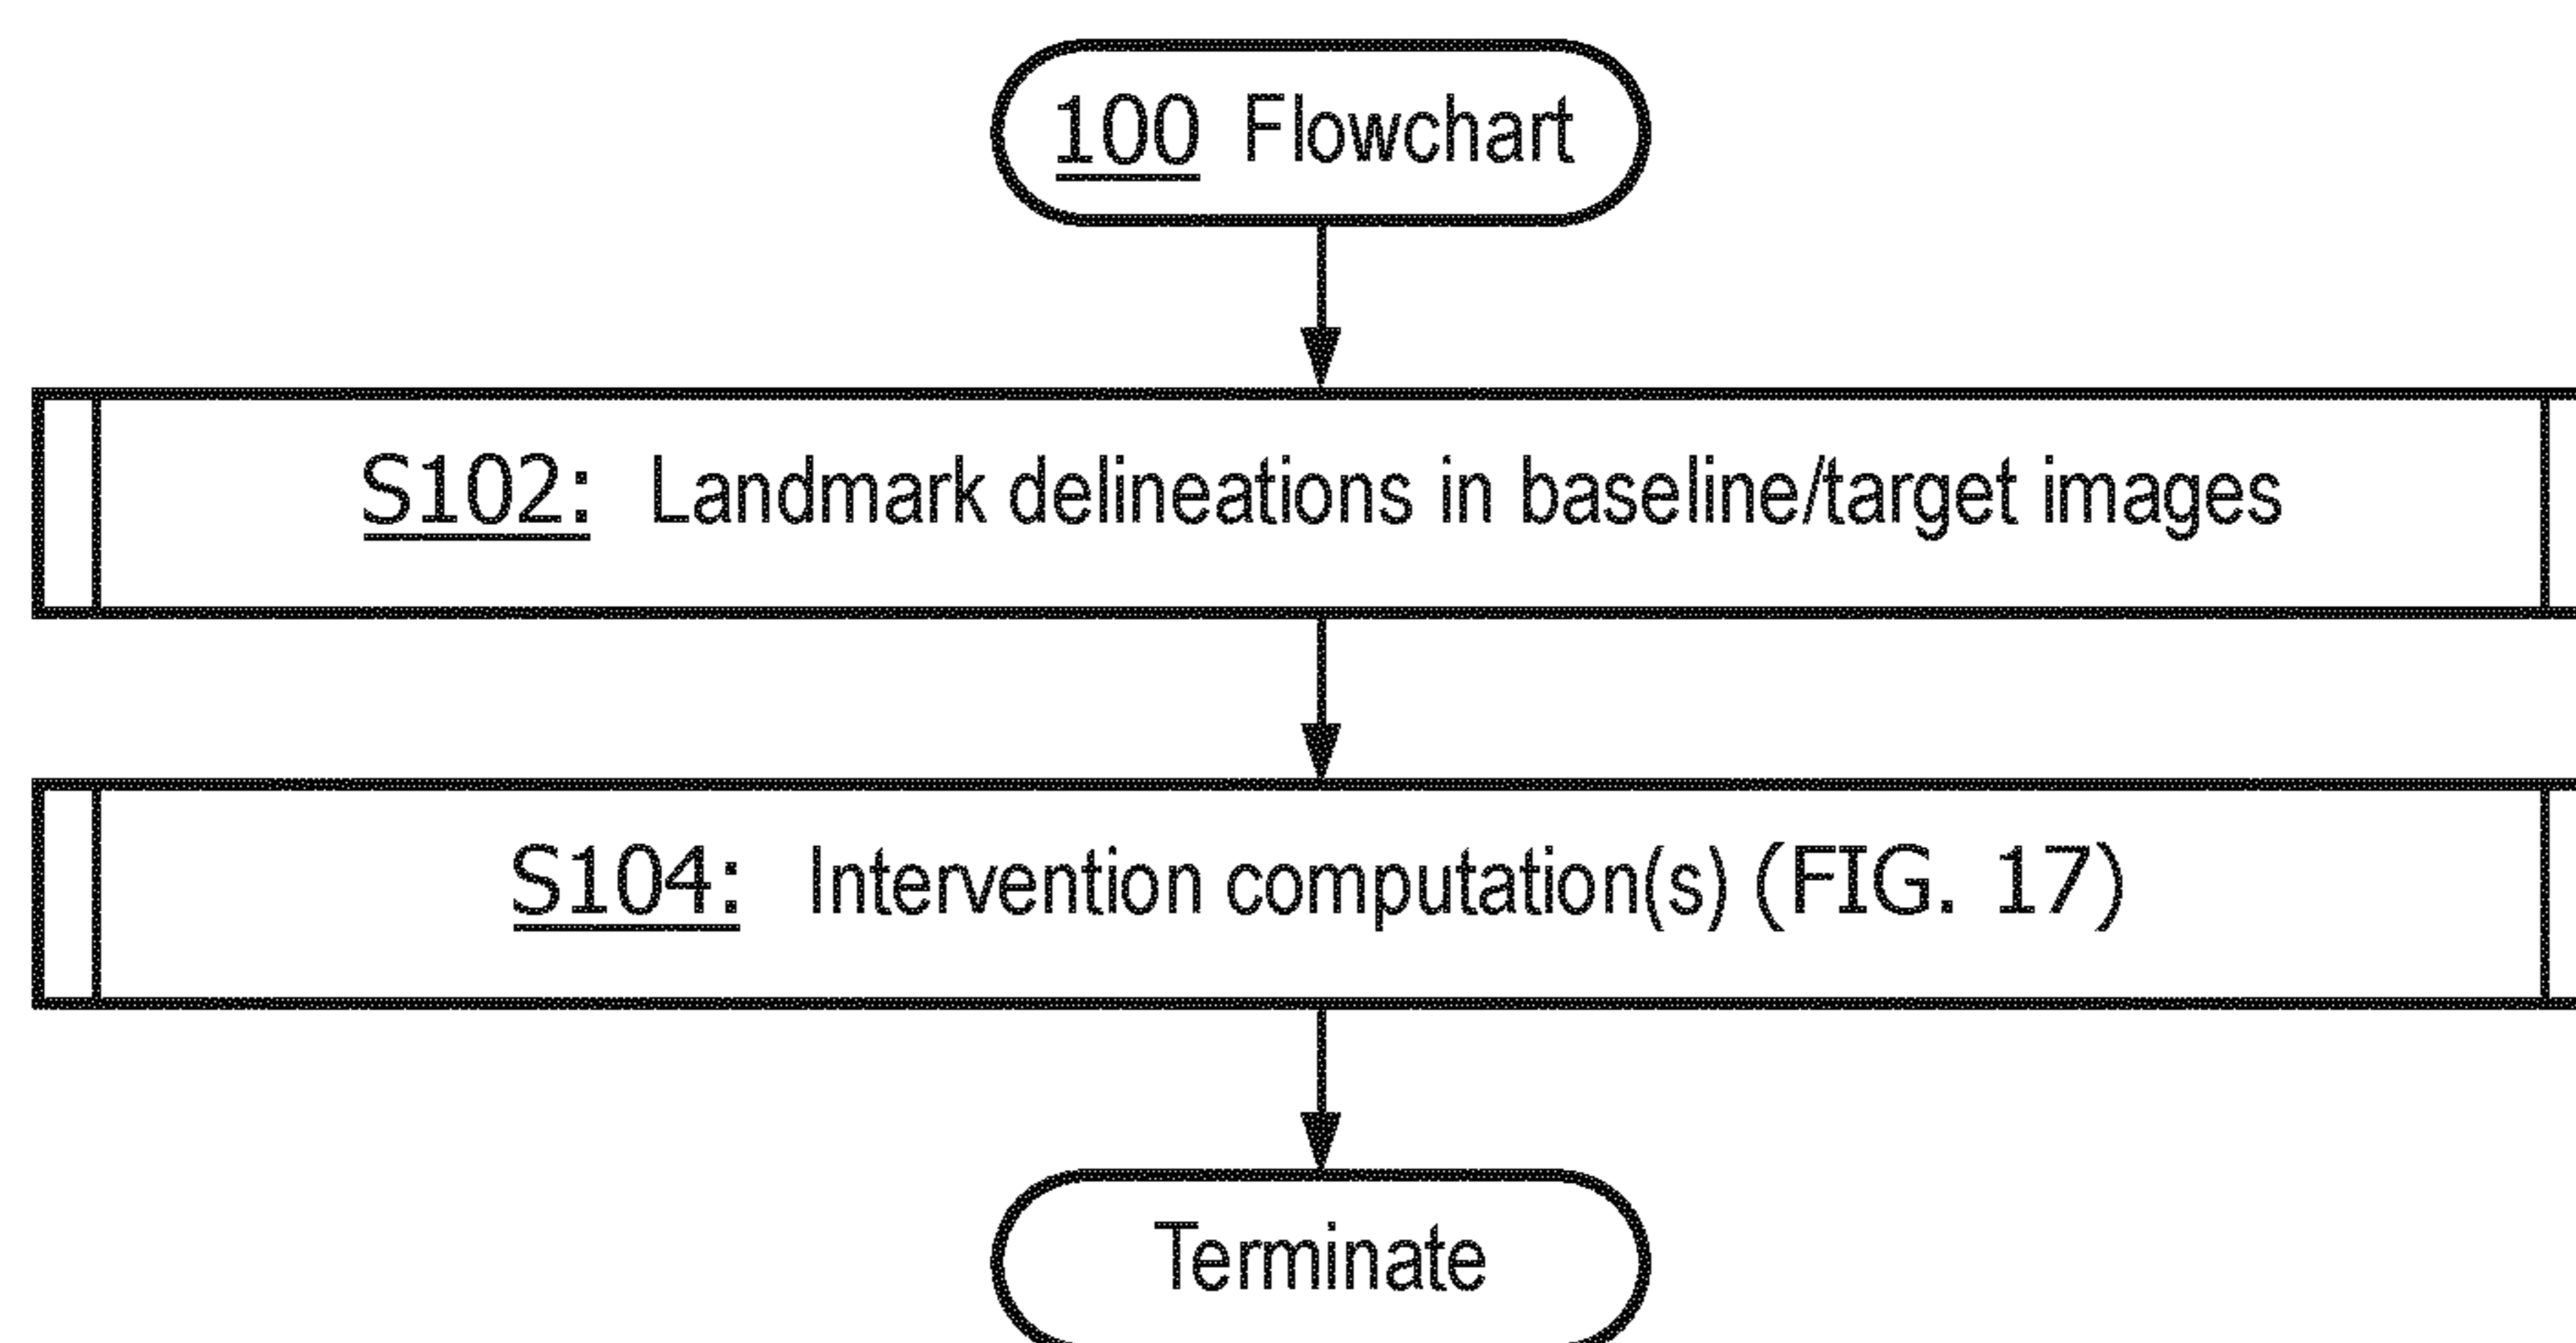 100 Flowchart
S102: Landmark delineations in baseline/target images
S104: Intervention computation(s) (FIG. 17)
Terminate